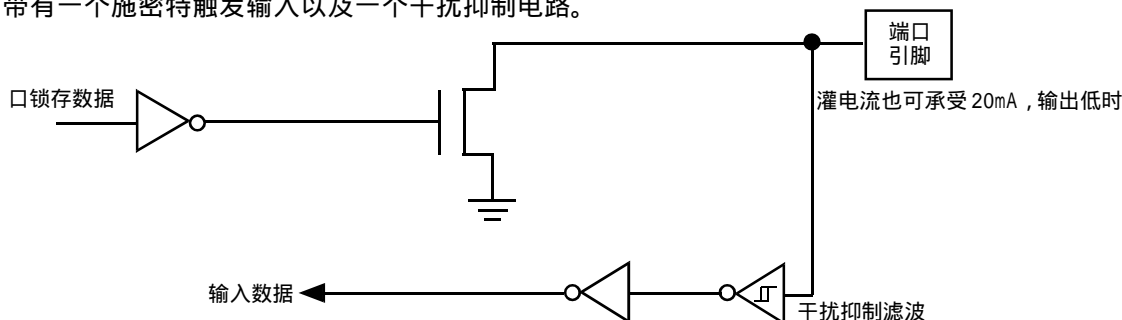 带有一个施密特触发输入以及一个干扰抑制电路。
端口
引脚
口锁存数据
灌电流也可承受20mA,输出低时
输入数据
干扰抑制滤波